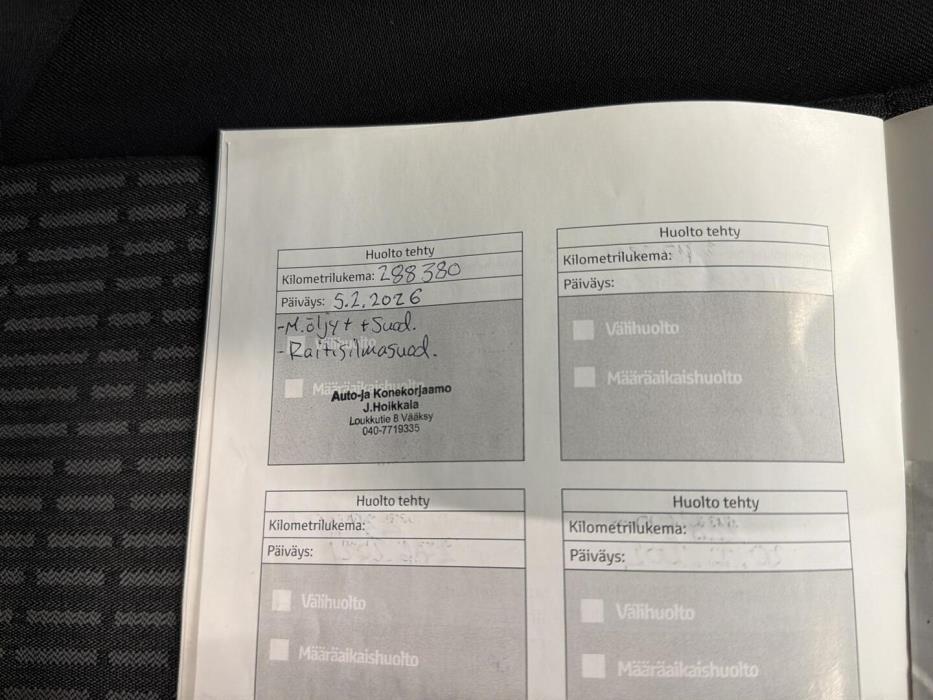 Huolto tehty
Kilometrilukema: 288 380
Päiväys: 5.2.2026
-M.öljyt + Suod.
Välihuolto
-Raitisilmasuod.
Määräaikaishuolto
Auto-ja Konekorjaamo
J.Hoikkala
Loukkutie 8 Vääksy
040-7719335
Huolto tehty
Kilometrilukema:
Päiväys:
Välihuolto
Määräaikaishuolto
Huolto tehty
Kilometrilukema:
Päiväys:
Välihuolto
Määräaikaishuolto
Huolto tehty
Kilometrilukema:
Päiväys:
Välihuolto
Määräaikaishuolto